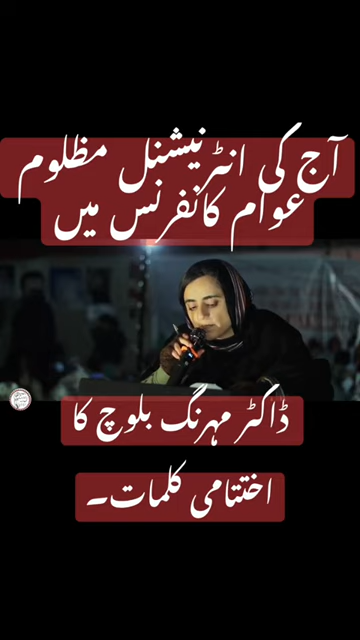 آج کی انٹرنیشنل مظلوم
عوام کانفرنس میں
ڈاکٹر مہرنگ بلوچ کا
اختتامی کلمات۔